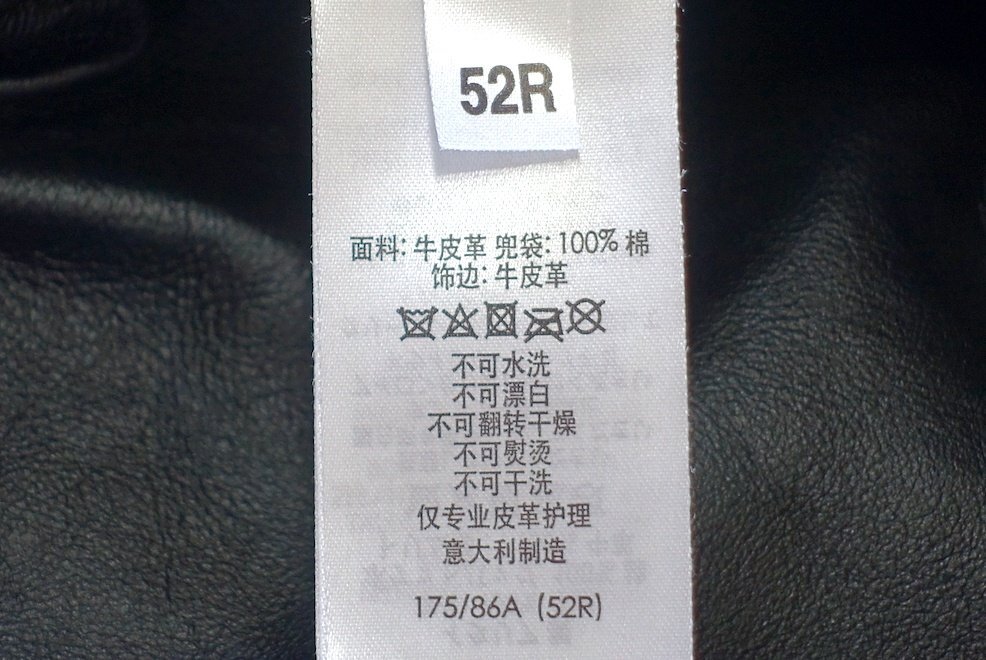 52R
面料: 牛皮革 兜袋: 100% 棉
饰边: 牛皮革
不可水洗
不可漂白
不可翻转干燥
不可熨烫
不可干洗
仅专业皮革护理
意大利制造
175/86A (52R)